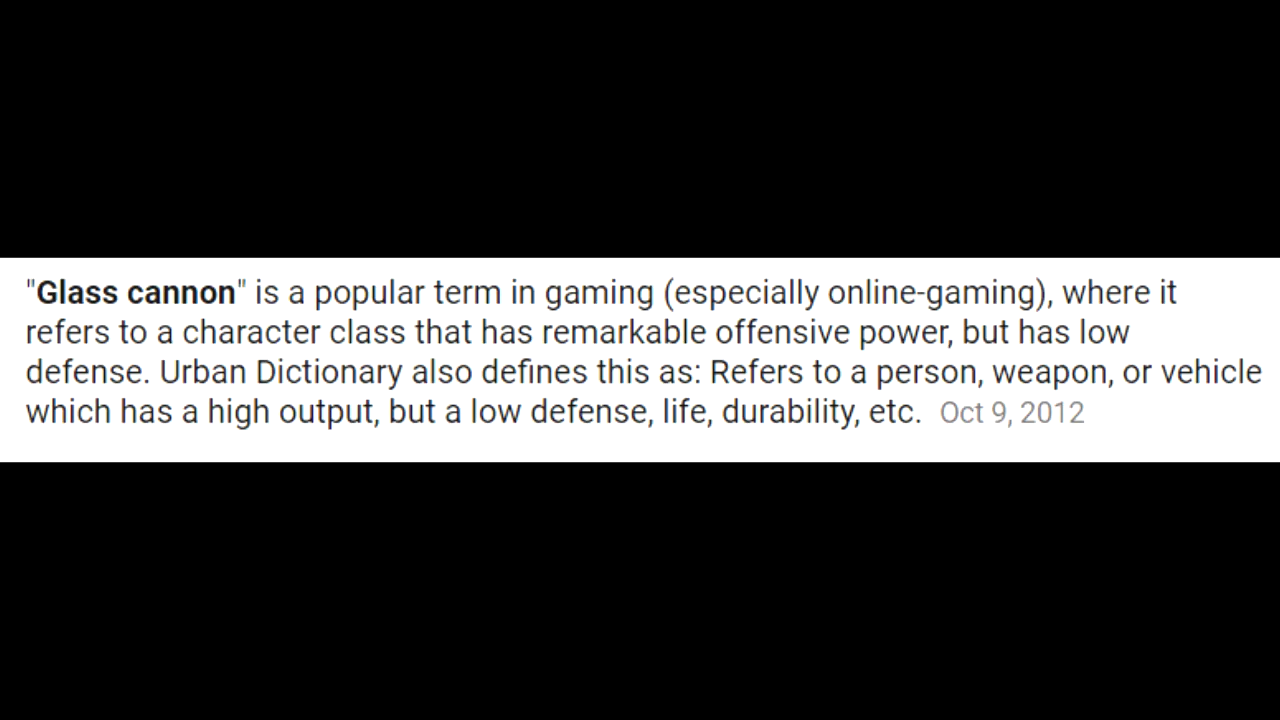 "Glass cannon" is a popular term in gaming (especially online-gaming), where it
refers to a character class that has remarkable offensive power, but has low
defense. Urban Dictionary also defines this as: Refers to a person, weapon, or vehicle
which has a high output, but a low defense, life, durability, etc. Oct 9, 2012